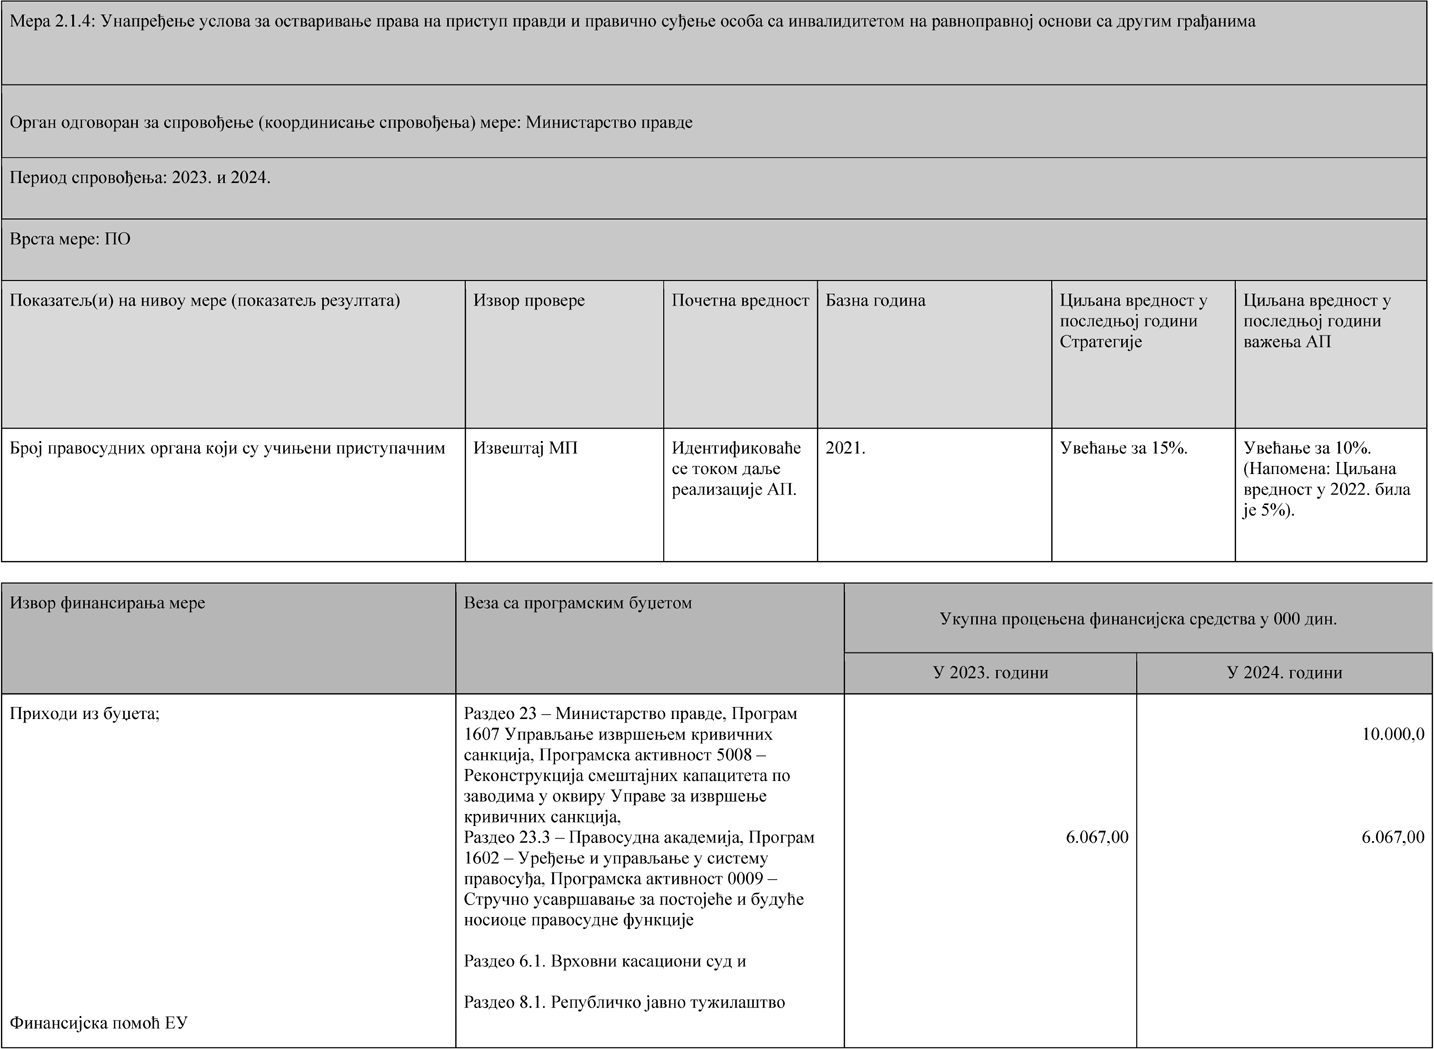 Мера 2.1.4: Унапређење услова за остваривање права на приступ правди и правично суђење особа са инвалидитетом на равноправној основи са другим грађанима
Орган одговоран за спровођење (координисање спровођења) мере: Министарство правде
Период спровођења: 2023. и 2024.
Врста мере: ПО
Показатељ(и) на нивоу мере (показатељ резултата)
Извор провере
Почетна вредност
Базна година
Циљана вредност у
последњој години
Стратегије
Циљана вредност у
последњој години
важења АП
Број правосудних органа који су учињени приступачним
Извештај МП
Идентификоваће
се током даље
реализације АП.
2021.
Увећање за 15%.
Увећање за 10%.
(Напомена: Циљана
вредност у 2022. била
је 5%).
Извор финансирања мере
Веза са програмским буџетом
Укупна процењена финансијска средства у 000 дин.
У 2023. години
У 2024. години
Приходи из буџета;
Раздео 23 – Министарство правде, Програм
1607 Управљање извршењем кривичних
санкција, Програмска активност 5008 –
Реконструкција смештајних капацитета по
заводима у оквиру Управе за извршење
кривичних санкција,
10.000,0
Раздео 23.3 – Правосудна академија, Програм
1602 – Уређење и управљање у систему
правосуђа, Програмска активност 0009 –
Стручно усавршавање за постојеће и будуће
носиоце правосудне функције
6.067,00
6.067,00
Раздео 6.1. Врховни касациони суд и
Раздео 8.1. Републичко јавно тужилаштво
Финансијска помоћ ЕУ